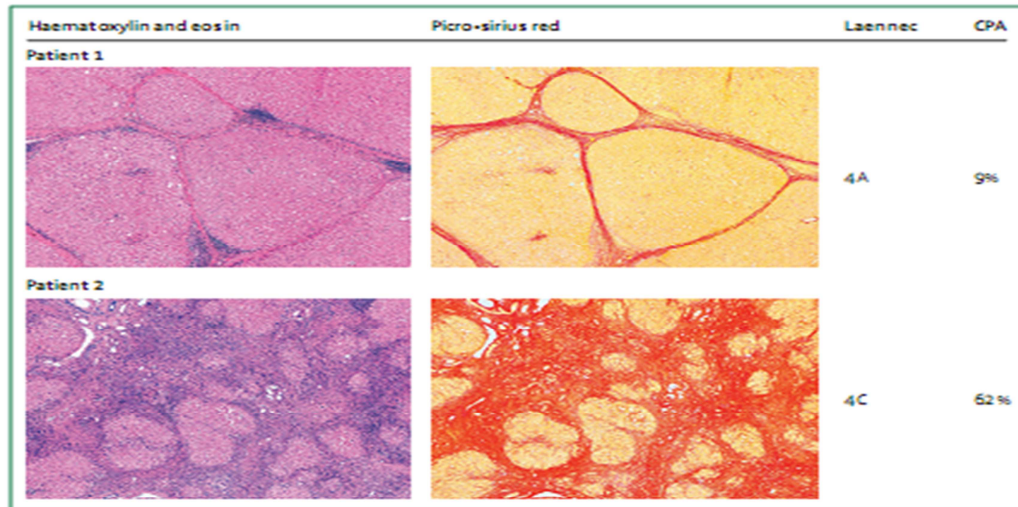 Haematoxylin and eosin Picro-sirius red Laennec CPA
Patient 1
4A 9%
Patient 2
4C 62%